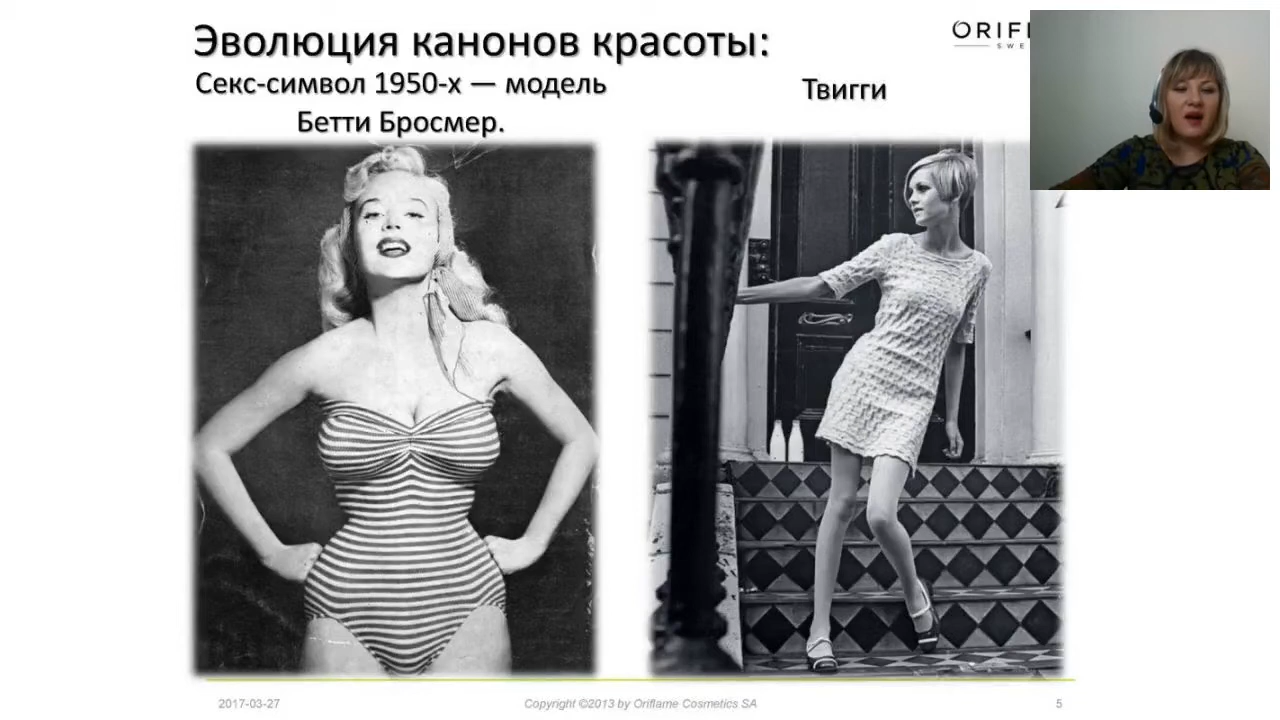 Эволюция канонов красоты:
Секс-символ 1950-х — модель
Бетти Бросмер.
Твигги
ORIFL
SWE
2017-03-27
Copyright ©2013 by Oriflame Cosmetics SA
5